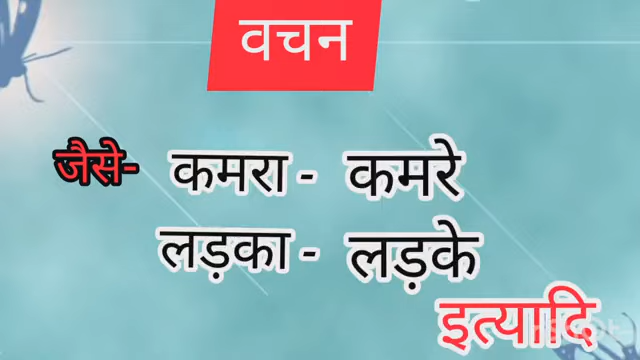 वचन
जैसे- कमरा - कमरे
लड़का - लड़के
इत्यादि